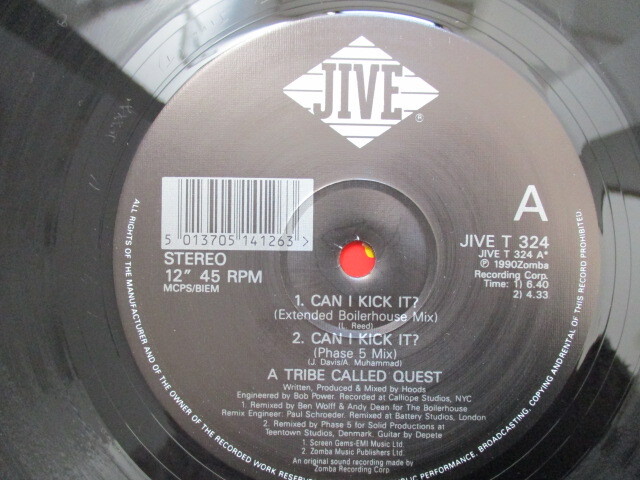 JIVE
®
A
5 013705 141263 >
STEREO
12" 45 RPM
MCPS/BIEM
JIVE T 324
JIVE T 324 A*
℗ 1990Zomba
Recording Corp.
Time: 1) 6.40
2) 4.33
1. CAN I KICK IT?
(Extended Boilerhouse Mix)
(L. Reed)
2. CAN I KICK IT?
(Phase 5 Mix)
(J. Davis/A. Muhammad)
A TRIBE CALLED QUEST
Written, Produced & Mixed by Hoods
Engineered by Bob Power. Recorded at Calliope Studios, NYC
1. Remixed by Ben Wolff & Andy Dean for The Boilerhouse
Remix Engineer: Paul Schroeder. Remixed at Battery Studios, London
2. Remixed by Phase 5 for Solid Productions at
Teentown Studios, Denmark. Guitar by Depete
1. Screen Gems-EMI Music Ltd
2. Zomba Music Publishers Ltd.
An original sound recording made by
Zomba Recording Corp
ALL RIGHTS OF THE MANUFACTURER AND OF THE OWNER OF THE RECORDED WORK RESERVED PUBLIC PERFORMANCE, BROADCASTING, COPYING AND RENTAL OF THIS RECORD PROHIBITED